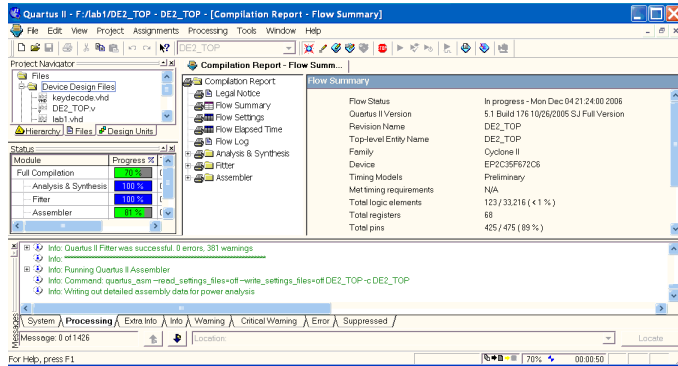 Quartus II - F:/lab1/DE2_TOP - DE2_TOP - [Compilation Report - Flow Summary]
File Edit View Project Assignments Processing Tools Window Help
DE2_TOP
Project Navigator
Files
Device Design Files
keydecode.vhd
DE2_TOP.v
lab1.vhd
Hierarchy Files Design Units
Status
Module Progress %
Full Compilation 70 %
Analysis & Synthesis 100 %
Fitter 100 %
Assembler 81 %
Compilation Report - Flow Summ...
Compilation Report
Legal Notice
Flow Summary
Flow Settings
Flow Elapsed Time
Flow Log
Analysis & Synthesis
Fitter
Assembler
Flow Summary
Flow Status In progress - Mon Dec 04 21:24:00 2006
Quartus II Version 5.1 Build 176 10/26/2005 SJ Full Version
Revision Name DE2_TOP
Top-level Entity Name DE2_TOP
Family Cyclone II
Device EP2C35F672C6
Timing Models Preliminary
Met timing requirements N/A
Total logic elements 123 / 33,216 ( < 1 % )
Total registers 68
Total pins 425 / 475 ( 89 % )
Info: Quartus II Fitter was successful. 0 errors, 381 warnings
Info: *******************************************************************
Info: Running Quartus II Assembler
Info: Command: quartus_asm --read_settings_files=off --write_settings_files=off DE2_TOP -c DE2_TOP
Info: Writing out detailed assembly data for power analysis
System Processing Extra Info Info Warning Critical Warning Error Suppressed
Messages
Message: 0 of 1426 Location: Locate
For Help, press F1 70% 00:00:50